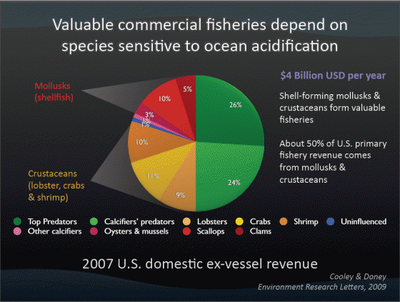 Valuable commercial fisheries depend on
species sensitive to ocean acidification
$4 Billion USD per year
Mollusks
(shellfish)
Shell-forming mollusks &
crustaceans form valuable
fisheries
About 50% of U.S. primary
fishery revenue comes
from mollusks &
crustaceans
Crustaceans
(lobster, crabs
& shrimp)
5%
10%
26%
3%
1%
10%
11%
9%
24%
Top Predators
Calcifiers' predators
Lobsters
Crabs
Shrimp
Uninfluenced
Other calcifiers
Oysters & mussels
Scallops
Clams
2007 U.S. domestic ex-vessel revenue
Cooley & Doney
Environment Research Letters, 2009